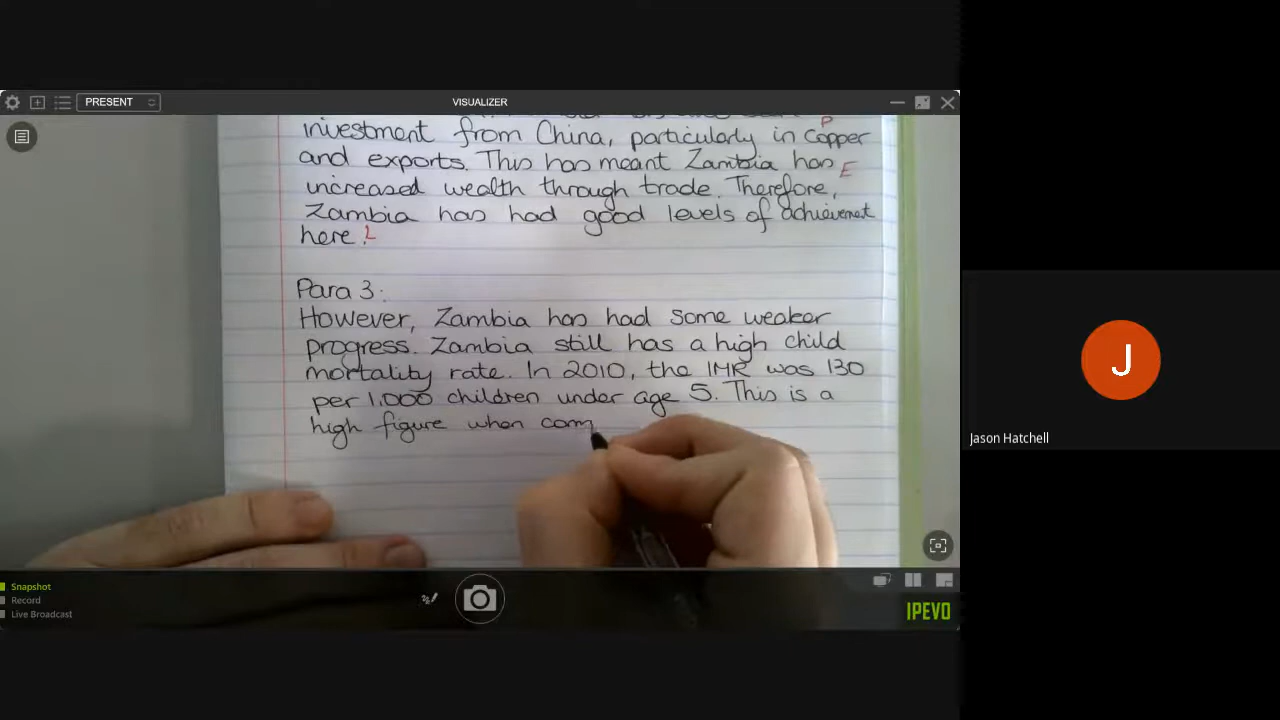 PRESENT
VISUALIZER
investment from China, particularly in copper
P
and exports. This has meant Zambia has
E
increased wealth through trade. Therefore,
Zambia has had good levels of achievemet
here. L
Para 3:
However, Zambia has had some weaker
progress. Zambia still has a high child
mortality rate. In 2010, the IMR was 130
per 1,000 children under age 5. This is a
high figure when com
J
Jason Hatchell
Snapshot
Record
Live Broadcast
IPEVO